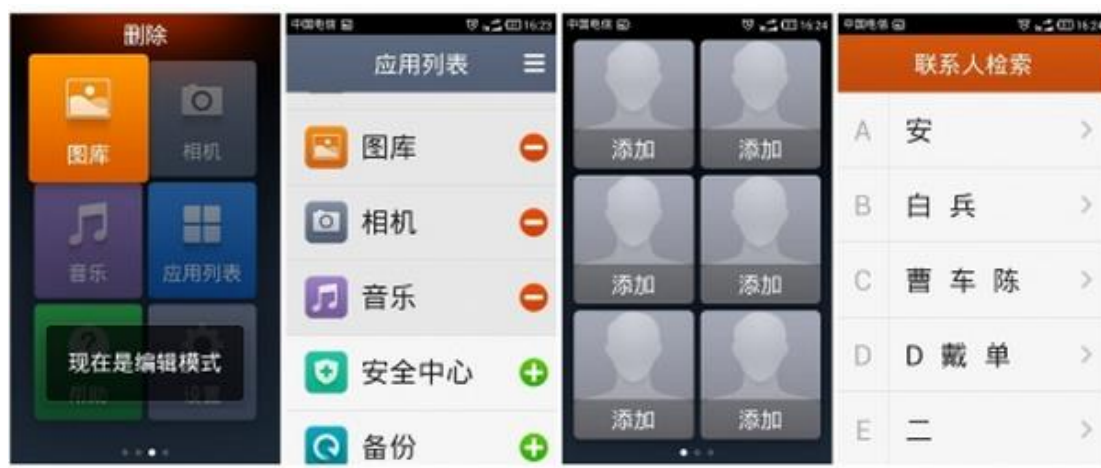 删除
图库
相机
音乐
应用列表
现在是编辑模式
帮助
设置
中国电信
16:23
应用列表
图库
相机
音乐
安全中心
备份
中国电信
16:24
添加
添加
添加
添加
添加
添加
中国电信
16:24
联系人检索
A 安
B 白 兵
C 曹 车 陈
D D 戴 单
E 二